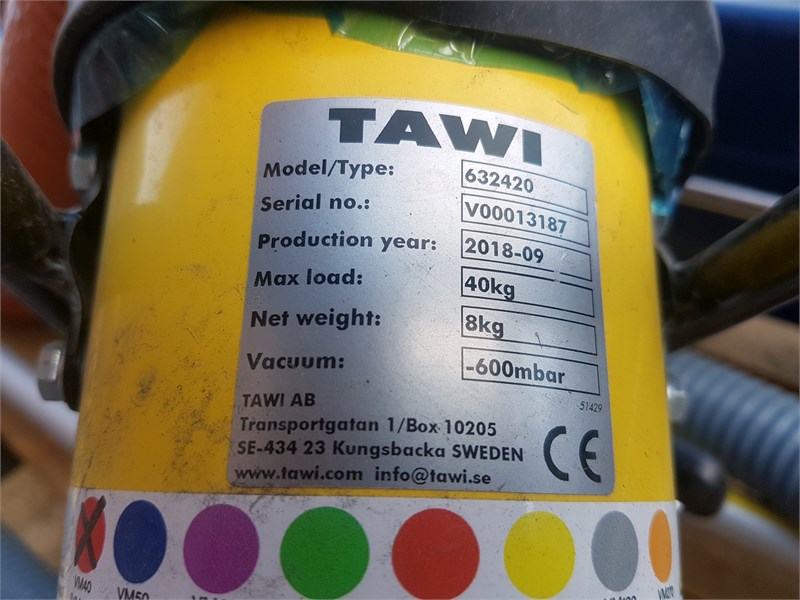 TAWI
Model/Type: 632420
Serial no.: V00013187
Production year: 2018-09
Max load: 40kg
Net weight: 8kg
Vacuum: -600mbar
51429
TAWI AB
Transportgatan 1/Box 10205
SE-434 23 Kungsbacka SWEDEN
www.tawi.com info@tawi.se
CE
VM40 VM50